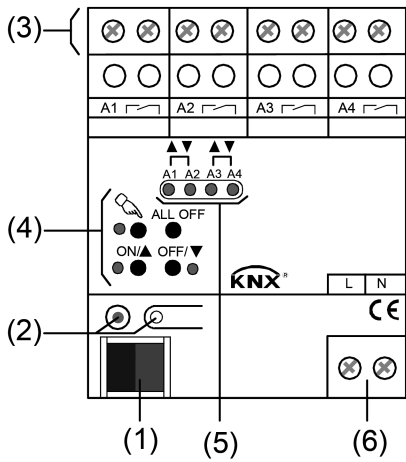 (3)
A1 A2 A3 A4
▲ ▼ ▲ ▼
A1 A2 A3 A4
ALL OFF
(4)
ON/▲ OFF/▼
KNX®
L N
(2)
CE
(1) (5) (6)